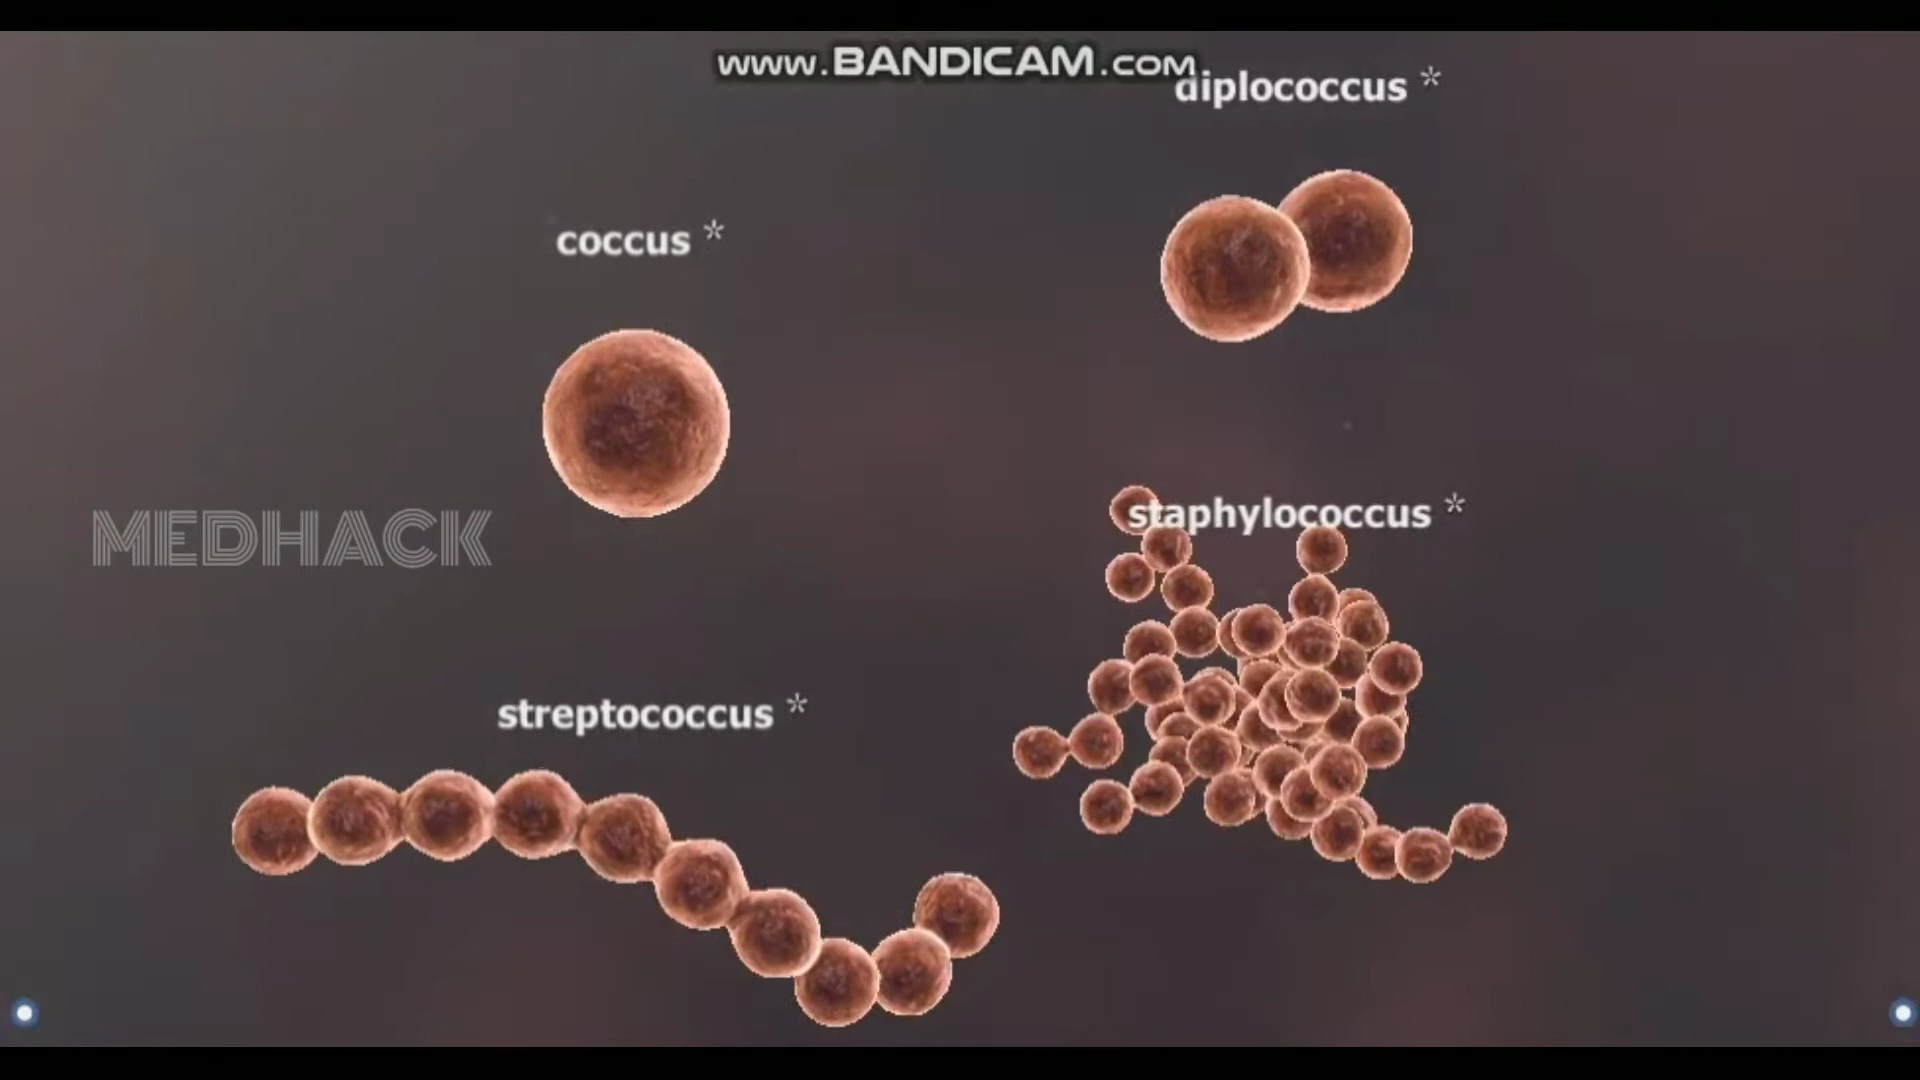 www.BANDICAM.COM
diplococcus *
coccus *
staphylococcus *
MEDHACK
streptococcus *